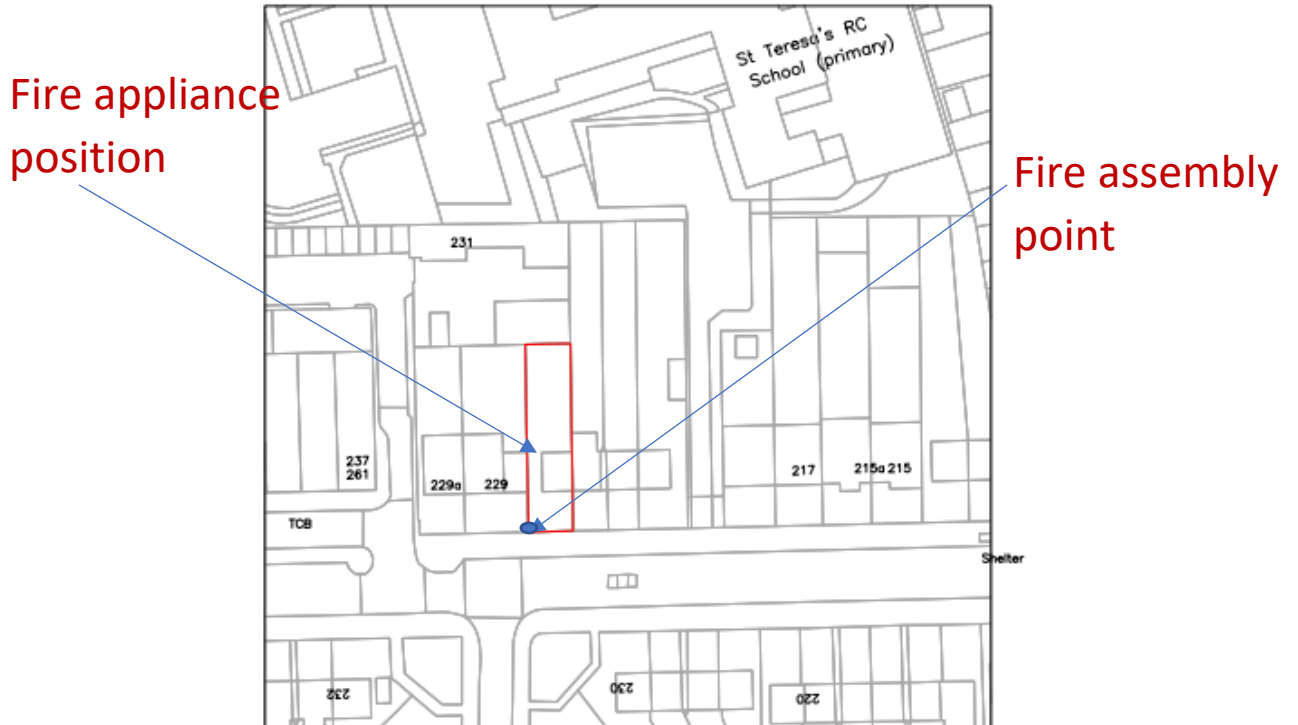 St Teresa's RC
School (primary)
Fire appliance
position
Fire assembly
point
231
237
261
229a
229
217
215a
215
TCB
Shelter
232
230
220